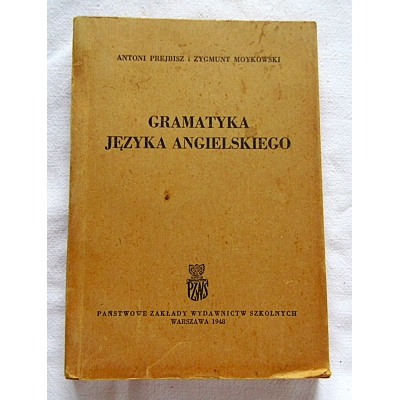 ANTONI PREJBISZ i ZYGMUNT MOYKOWSKI
GRAMATYKA
JĘZYKA ANGIELSKIEGO
PZWS
PAŃSTWOWE ZAKŁADY WYDAWNICTW SZKOLNYCH
WARSZAWA 1948